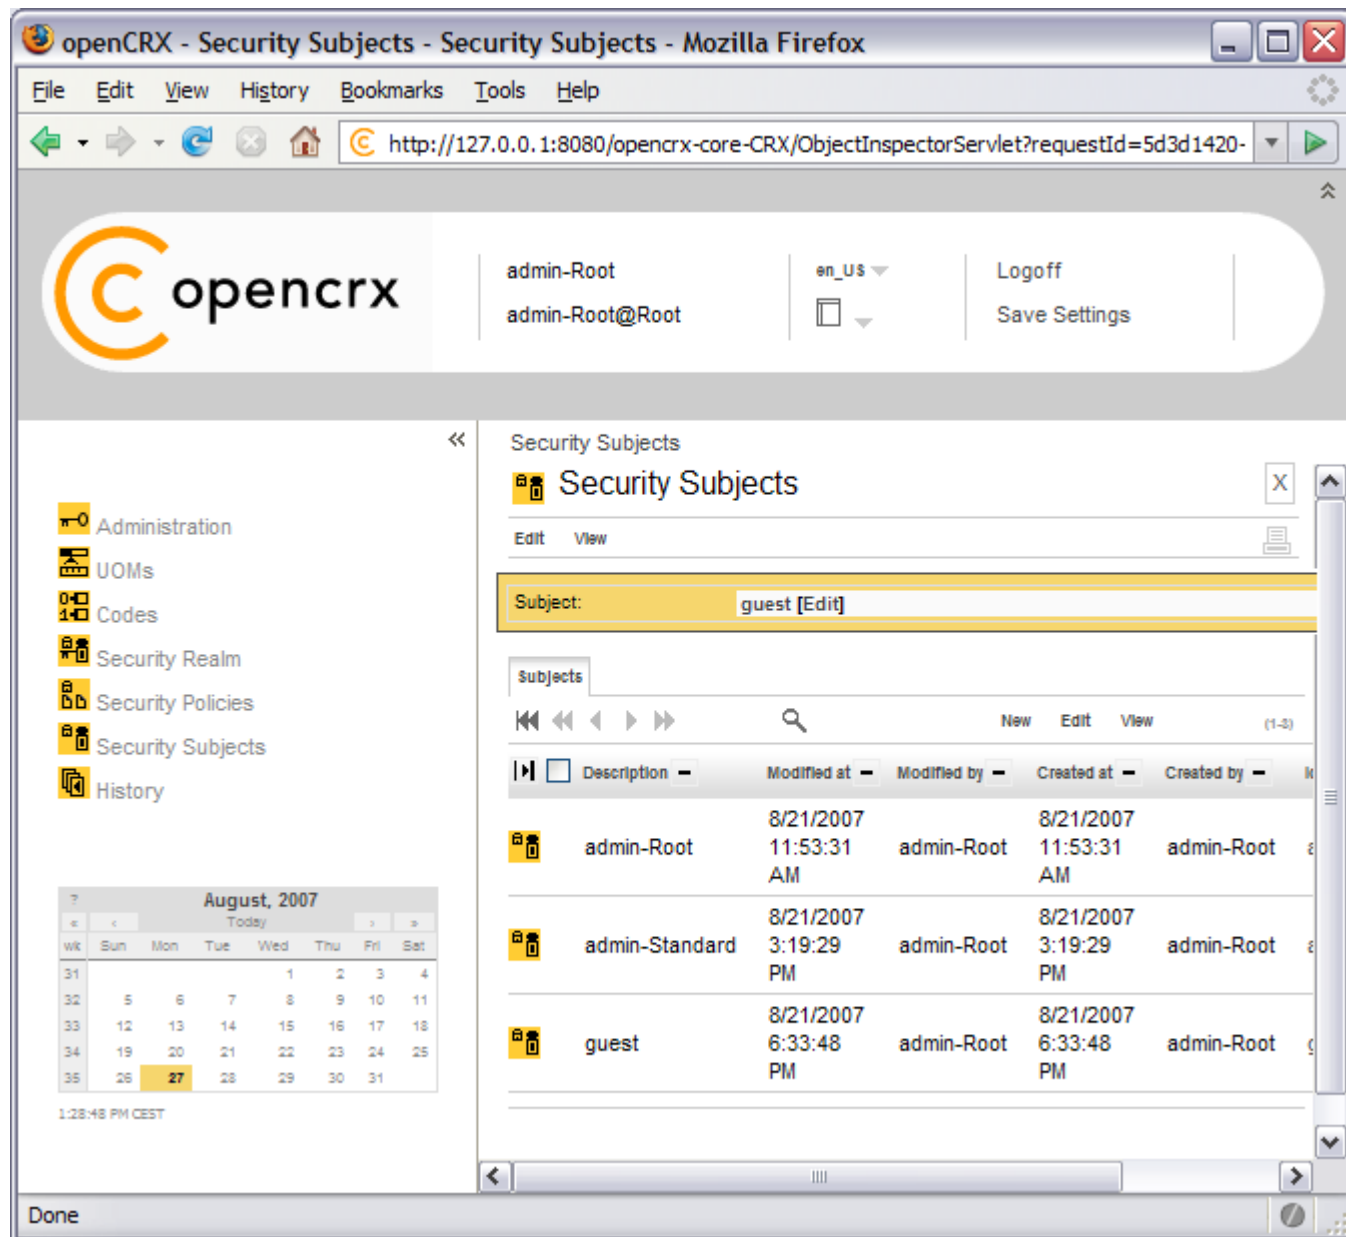 openCRX - Security Subjects - Security Subjects - Mozilla Firefox
File Edit View History Bookmarks Tools Help
http://127.0.0.1:8080/opencrx-core-CRX/ObjectInspectorServlet?requestId=5d3d1420-
opencrx
admin-Root en_US Logoff
admin-Root@Root Save Settings
Security Subjects
Security Subjects X
Edit View
Subject: guest [Edit]
Subjects
New Edit View (1-3)
Description Modified at Modified by Created at Created by
admin-Root 8/21/2007 11:53:31 AM admin-Root 8/21/2007 11:53:31 AM admin-Root
admin-Standard 8/21/2007 3:19:29 PM admin-Root 8/21/2007 3:19:29 PM admin-Root
guest 8/21/2007 6:33:48 PM admin-Root 8/21/2007 6:33:48 PM admin-Root
Administration
UOMs
Codes
Security Realm
Security Policies
Security Subjects
History
? August, 2007
« ‹ Today › »
wk Sun Mon Tue Wed Thu Fri Sat
31 1 2 3 4
32 5 6 7 8 9 10 11
33 12 13 14 15 16 17 18
34 19 20 21 22 23 24 25
35 26 27 28 29 30 31
1:28:48 PM CEST
Done